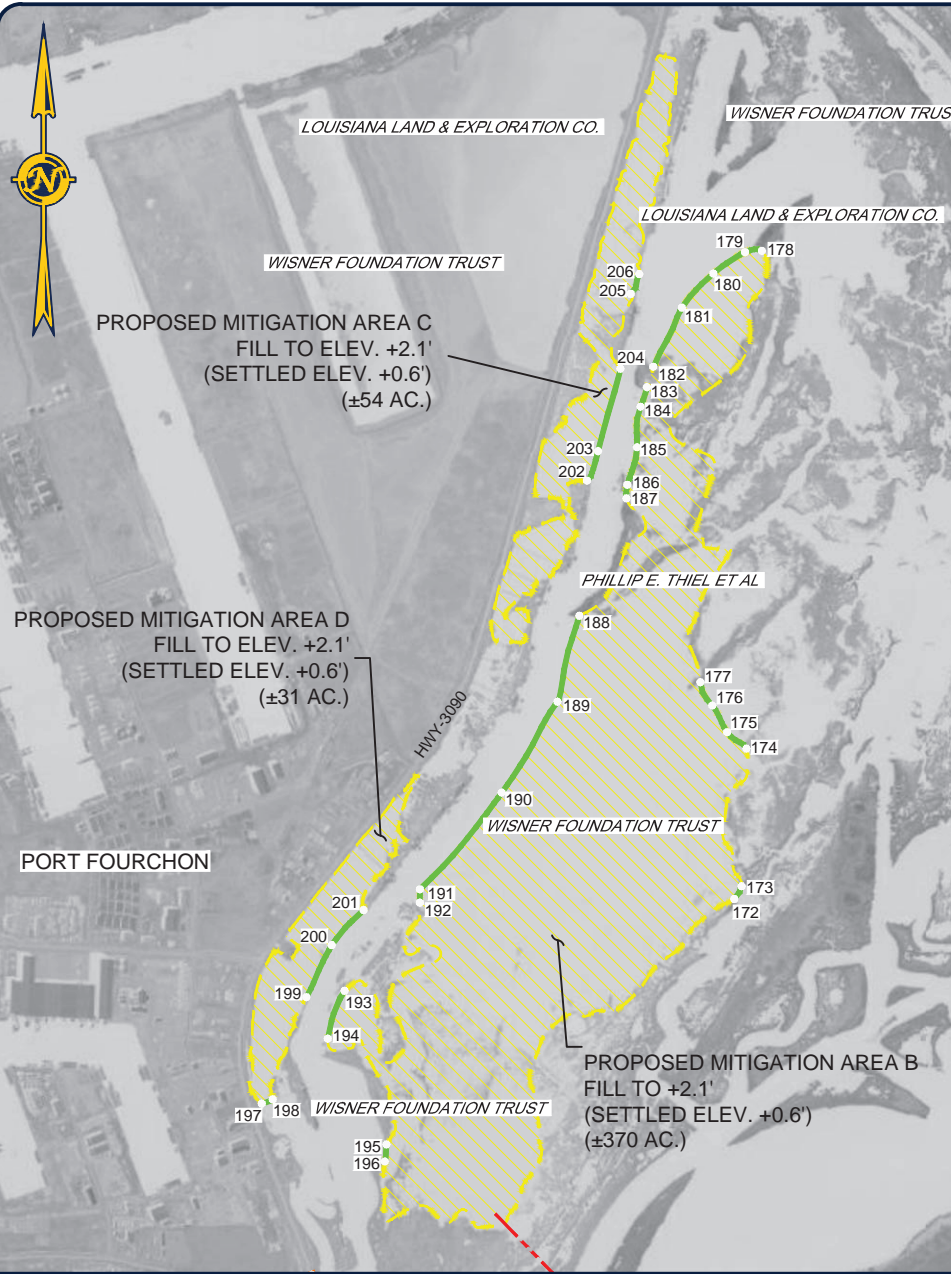 N
LOUISIANA LAND & EXPLORATION CO.
WISNER FOUNDATION TRUS
LOUISIANA LAND & EXPLORATION CO.
179
178
WISNER FOUNDATION TRUST
206
180
205
181
PROPOSED MITIGATION AREA C
FILL TO ELEV. +2.1'
(SETTLED ELEV. +0.6')
(±54 AC.)
204
182
183
184
203
185
202
186
187
PHILLIP E. THIEL ET AL
188
PROPOSED MITIGATION AREA D
FILL TO ELEV. +2.1'
(SETTLED ELEV. +0.6')
(±31 AC.)
177
189
176
HWY-3090
175
174
190
WISNER FOUNDATION TRUST
PORT FOURCHON
173
191
172
201
192
200
199
193
194
PROPOSED MITIGATION AREA B
FILL TO +2.1'
(SETTLED ELEV. +0.6')
(±370 AC.)
197
198
WISNER FOUNDATION TRUST
195
196